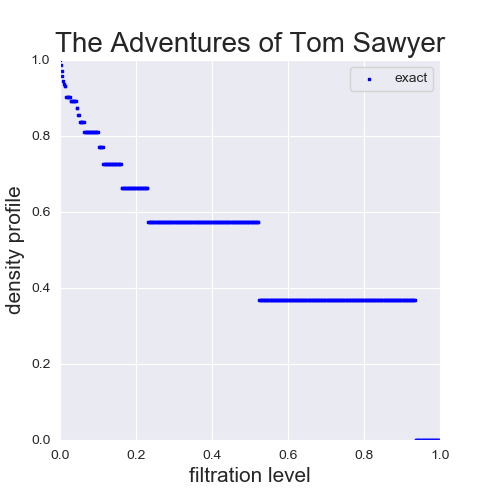 The Adventures of Tom Sawyer
exact
density profile
1.0
0.8
0.6
0.4
0.2
0.0
0.0 0.2 0.4 0.6 0.8 1.0
filtration level